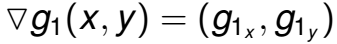 ∇g₁(x, y) = (g₁ₓ, g₁ᵧ)